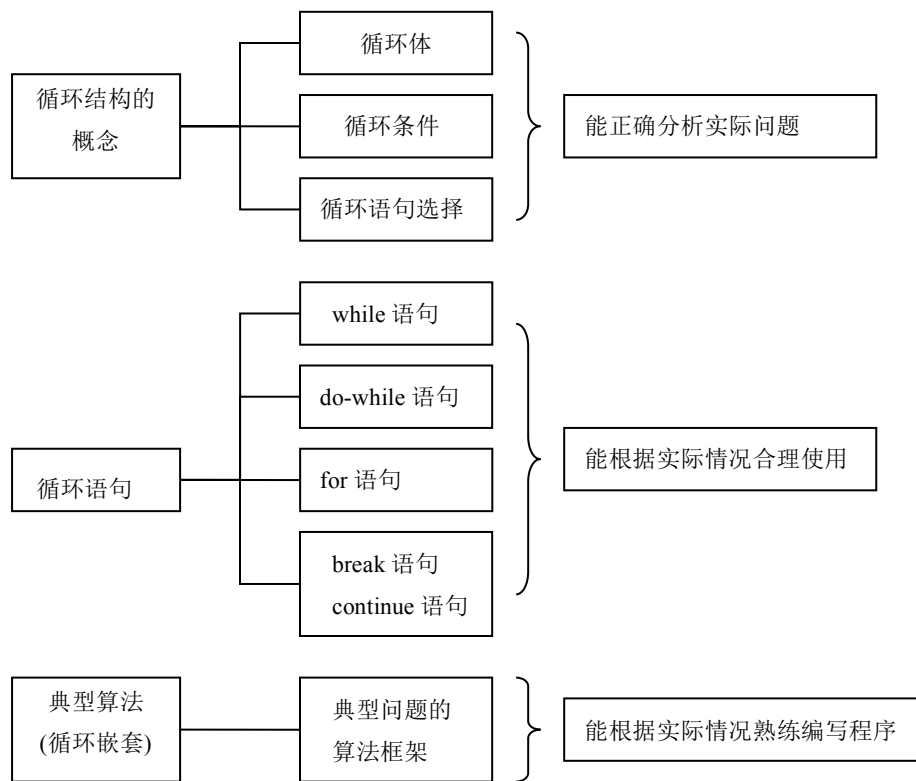 循环结构的
概念
循环体
循环条件
循环语句选择
能正确分析实际问题
循环语句
while 语句
do-while 语句
for 语句
break 语句
continue 语句
能根据实际情况合理使用
典型算法
(循环嵌套)
典型问题的
算法框架
能根据实际情况熟练编写程序